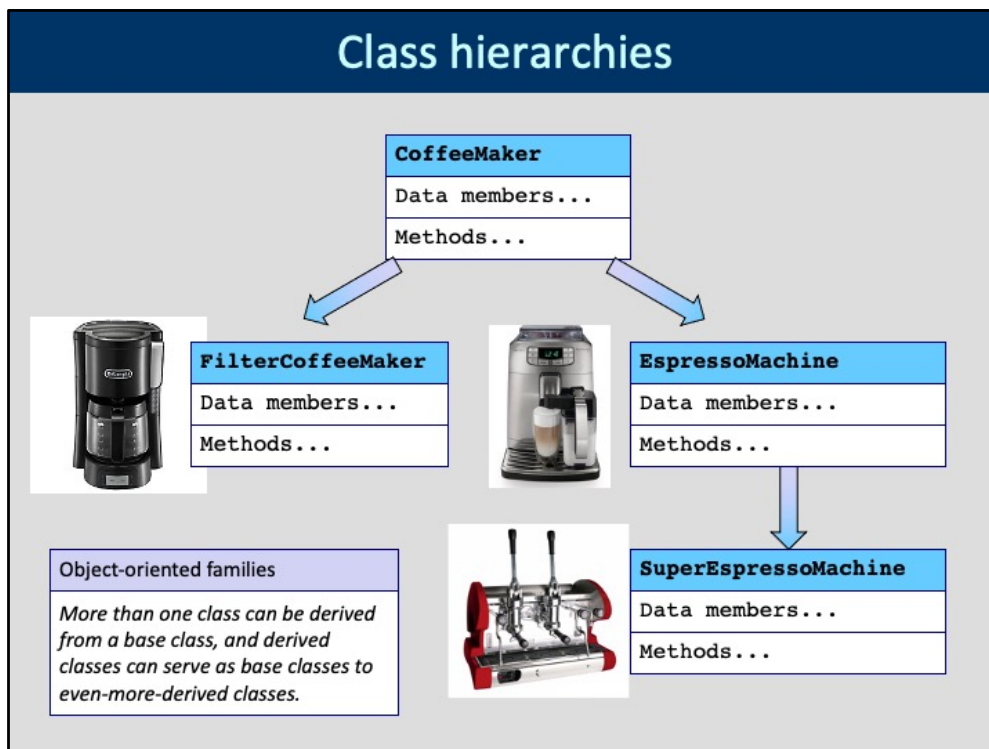 Class hierarchies
CoffeeMaker
Data members...
Methods...
FilterCoffeeMaker
Data members...
Methods...
EspressoMachine
Data members...
Methods...
Object-oriented families
More than one class can be derived
from a base class, and derived
classes can serve as base classes to
even-more-derived classes.
SuperEspressoMachine
Data members...
Methods...